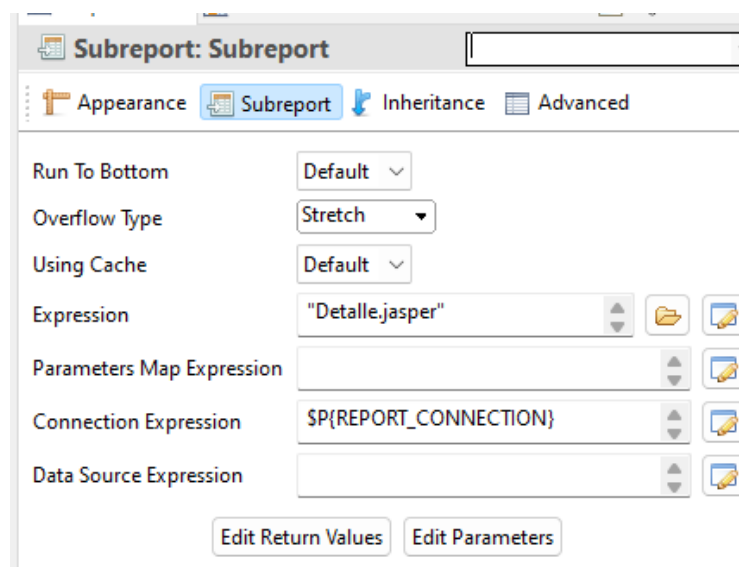 Subreport: Subreport
Appearance Subreport Inheritance Advanced
Run To Bottom Default
Overflow Type Stretch
Using Cache Default
Expression "Detalle.jasper"
Parameters Map Expression
Connection Expression $P{REPORT_CONNECTION}
Data Source Expression
Edit Return Values Edit Parameters